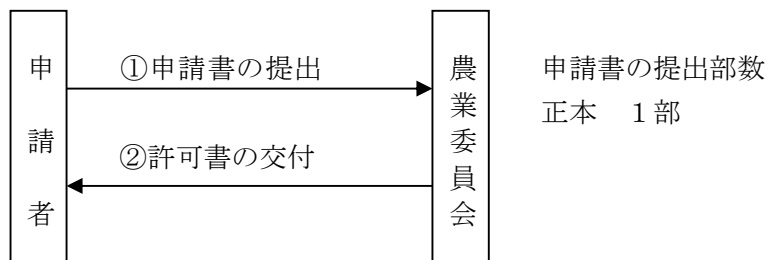 申請者
①申請書の提出
②許可書の交付
農業委員会
申請書の提出部数
正本　１部